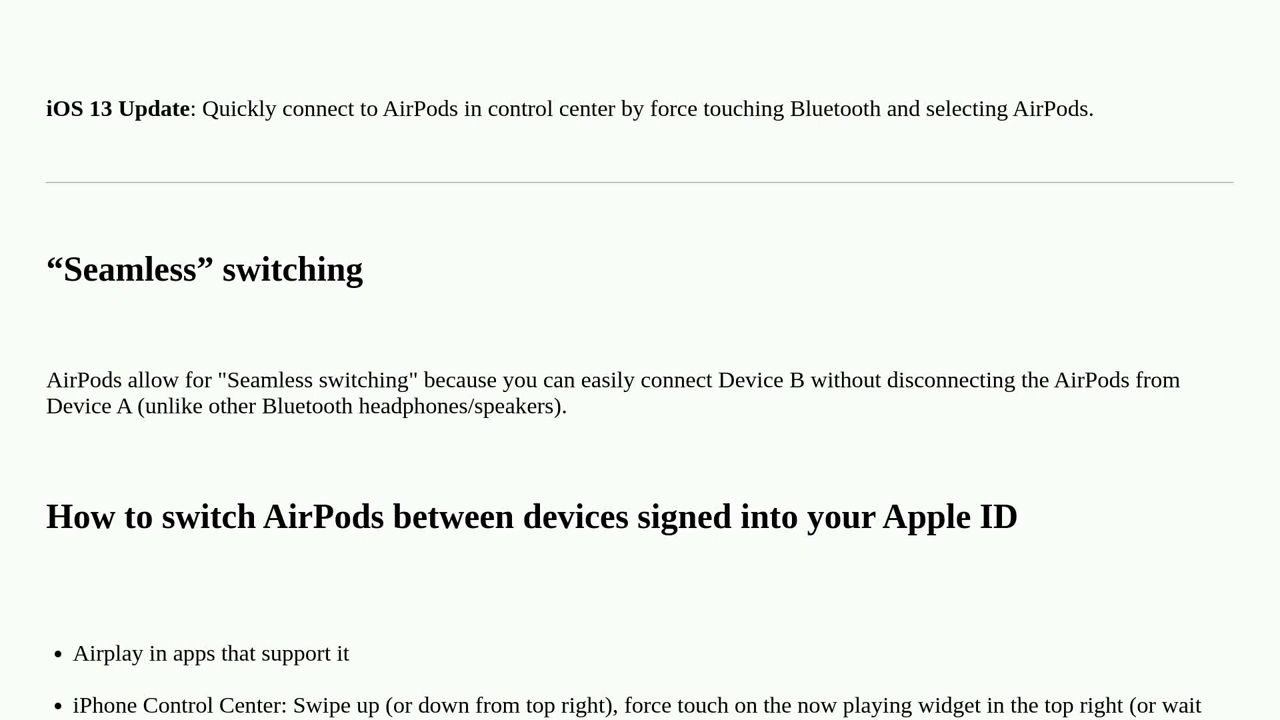 iOS 13 Update: Quickly connect to AirPods in control center by force touching Bluetooth and selecting AirPods.
“Seamless” switching
AirPods allow for "Seamless switching" because you can easily connect Device B without disconnecting the AirPods from
Device A (unlike other Bluetooth headphones/speakers).
How to switch AirPods between devices signed into your Apple ID
• Airplay in apps that support it
• iPhone Control Center: Swipe up (or down from top right), force touch on the now playing widget in the top right (or wait